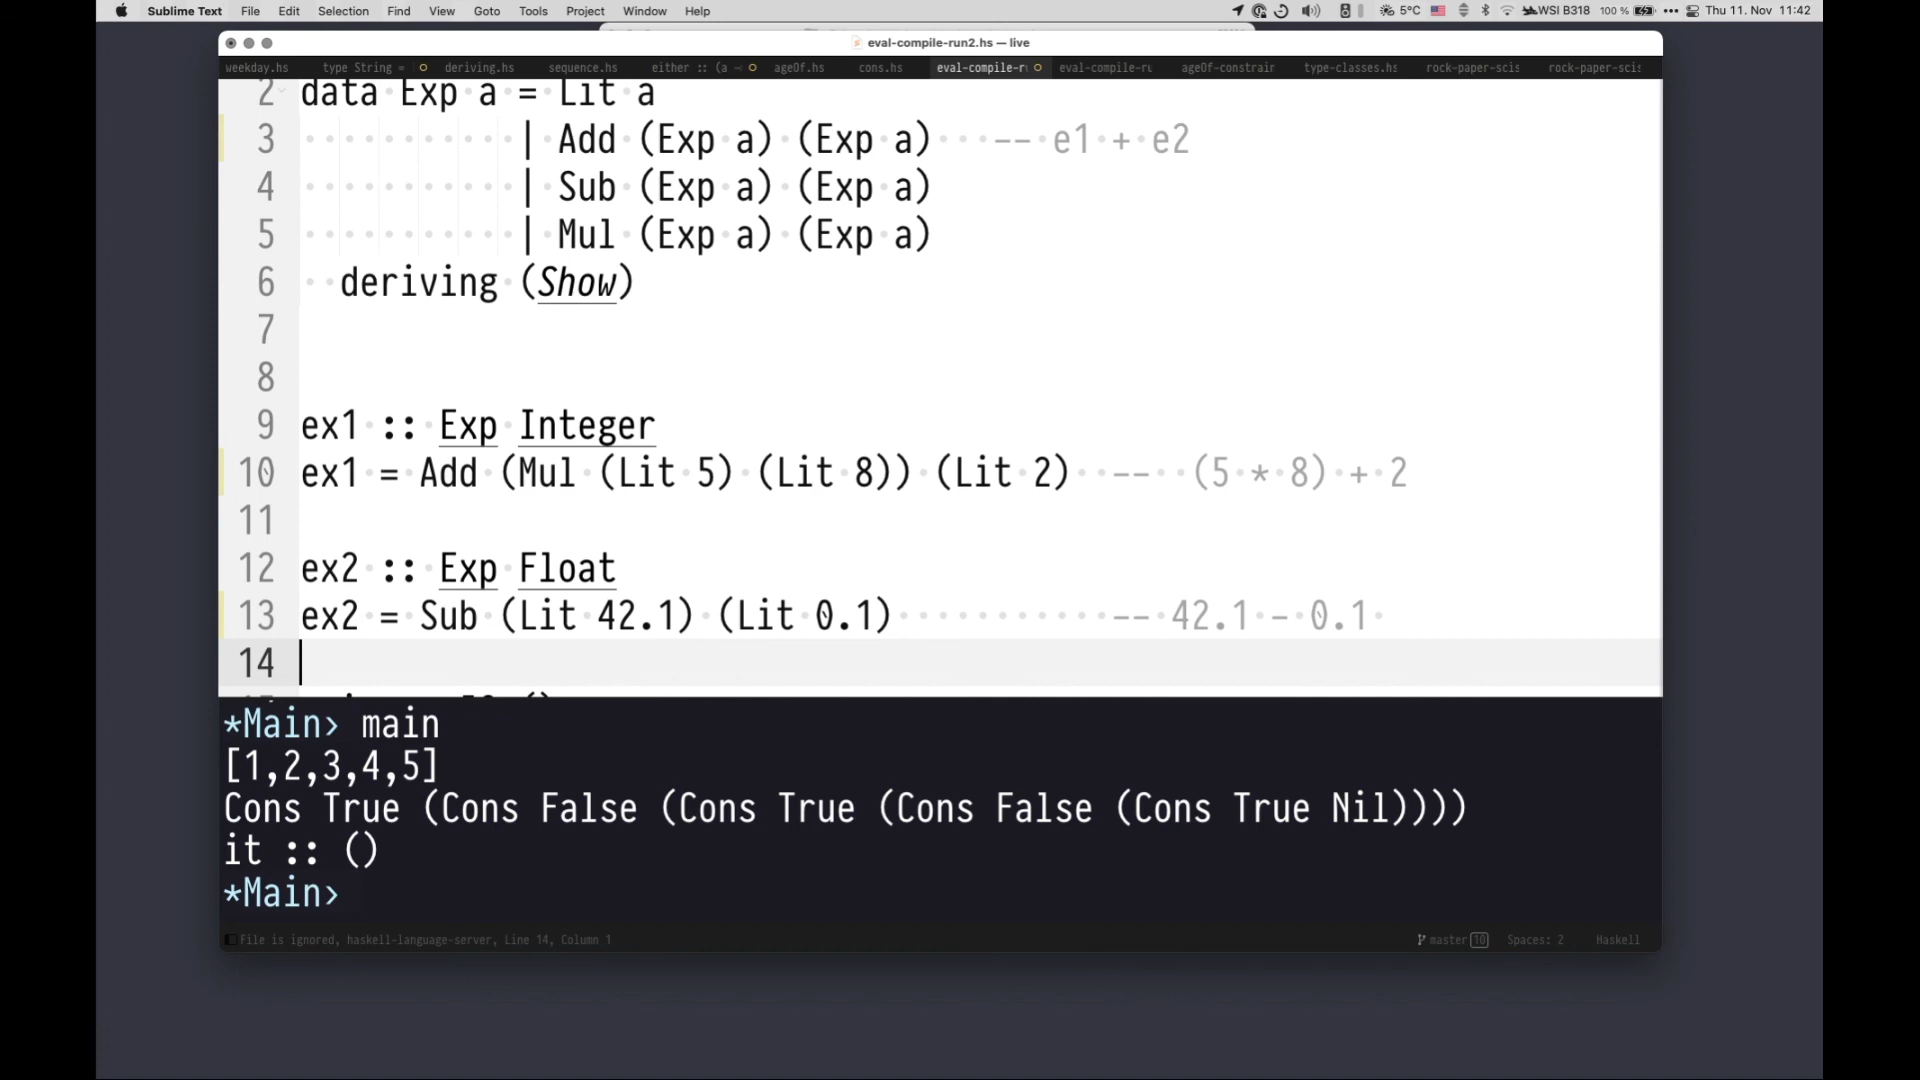 Sublime Text File Edit Selection Find View Goto Tools Project Window Help 5°C WSI B318 100 % Thu 11. Nov 11:42
eval-compile-run2.hs — live
weekday.hs type String = deriving.hs sequence.hs either :: (a ageOf.hs cons.hs eval-compile-r eval-compile-ru ageOf-constrair type-classes.hs rock-paper-scis rock-paper-scis
2 data Exp a = Lit a
3 | Add (Exp a) (Exp a) -- e1 + e2
4 | Sub (Exp a) (Exp a)
5 | Mul (Exp a) (Exp a)
6 deriving (Show)
7
8
9 ex1 :: Exp Integer
10 ex1 = Add (Mul (Lit 5) (Lit 8)) (Lit 2) -- (5 * 8) + 2
11
12 ex2 :: Exp Float
13 ex2 = Sub (Lit 42.1) (Lit 0.1) -- 42.1 - 0.1
14
*Main> main
[1,2,3,4,5]
Cons True (Cons False (Cons True (Cons False (Cons True Nil))))
it :: ()
*Main>
File is ignored, haskell-language-server, Line 14, Column 1 master 10 Spaces: 2 Haskell